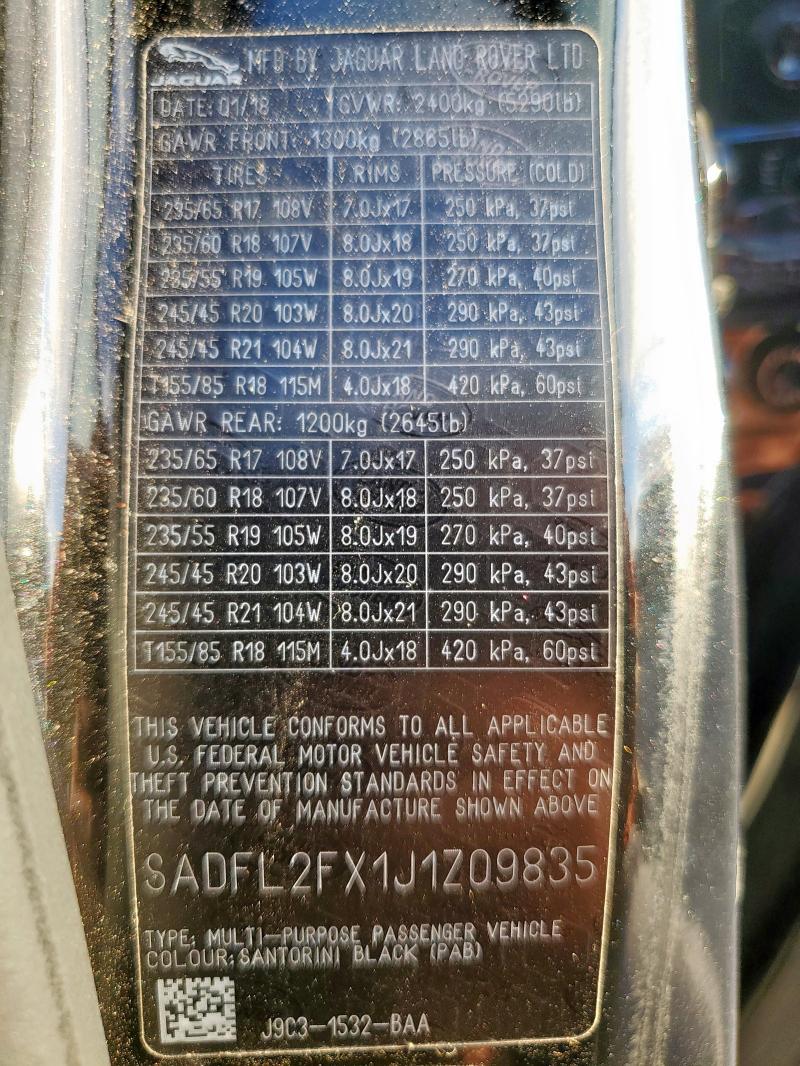 JAGUAR MFD BY JAGUAR LAND ROVER LTD
DATE: 01/18 GVWR: 2400kg (5290lb)
GAWR FRONT: 1300kg (2865lb)
TIRES RIMS PRESSURE (COLD)
235/65 R17 108V 7.0Jx17 250 kPa, 37psi
235/60 R18 107V 8.0Jx18 250 kPa, 37psi
235/55 R19 105W 8.0Jx19 270 kPa, 40psi
245/45 R20 103W 8.0Jx20 290 kPa, 43psi
245/45 R21 104W 8.0Jx21 290 kPa, 43psi
T155/85 R18 115M 4.0Jx18 420 kPa, 60psi
GAWR REAR: 1200kg (2645lb)
235/65 R17 108V 7.0Jx17 250 kPa, 37psi
235/60 R18 107V 8.0Jx18 250 kPa, 37psi
235/55 R19 105W 8.0Jx19 270 kPa, 40psi
245/45 R20 103W 8.0Jx20 290 kPa, 43psi
245/45 R21 104W 8.0Jx21 290 kPa, 43psi
T155/85 R18 115M 4.0Jx18 420 kPa, 60psi
THIS VEHICLE CONFORMS TO ALL APPLICABLE
U.S. FEDERAL MOTOR VEHICLE SAFETY AND
THEFT PREVENTION STANDARDS IN EFFECT ON
THE DATE OF MANUFACTURE SHOWN ABOVE
SADFL2FX1J1Z09835
TYPE: MULTI-PURPOSE PASSENGER VEHICLE
COLOUR: SANTORINI BLACK (PAB)
J9C3-1532-BAA